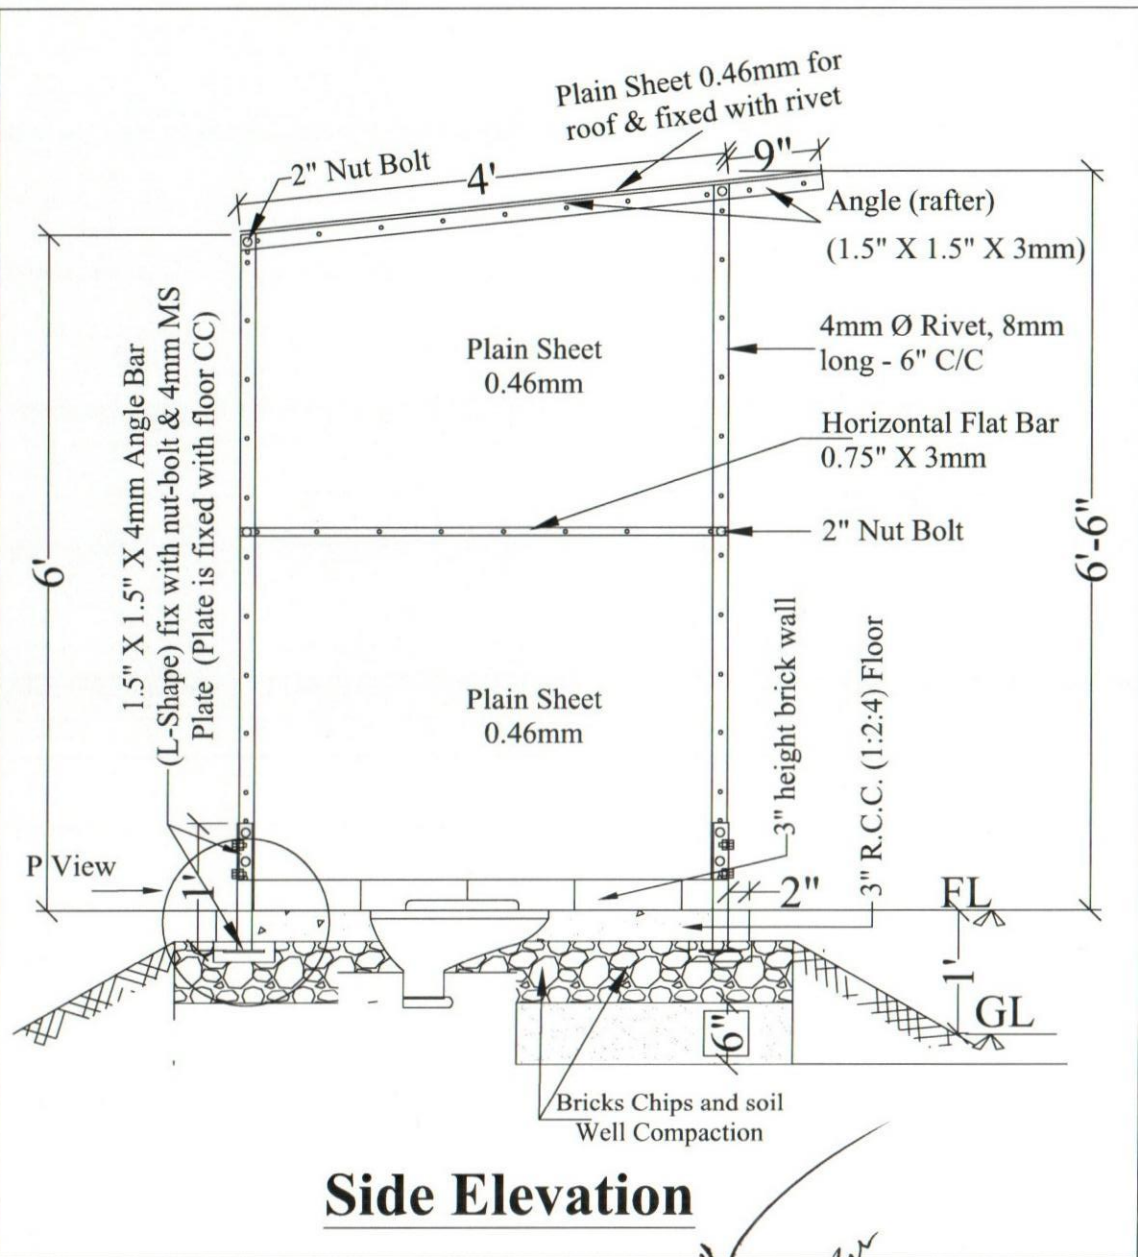 Plain Sheet 0.46mm for
roof & fixed with rivet
2" Nut Bolt
4'
9"
Angle (rafter)
(1.5" X 1.5" X 3mm)
4mm Ø Rivet, 8mm
long - 6" C/C
Plain Sheet
0.46mm
Horizontal Flat Bar
0.75" X 3mm
2" Nut Bolt
6'
1.5" X 1.5" X 4mm Angle Bar
(L-Shape) fix with nut-bolt & 4mm MS
Plate (Plate is fixed with floor CC)
6'-6"
Plain Sheet
0.46mm
3" height brick wall
3" R.C.C. (1:2:4) Floor
P View
1'
2"
FL
1'
GL
6"
Bricks Chips and soil
Well Compaction
Side Elevation